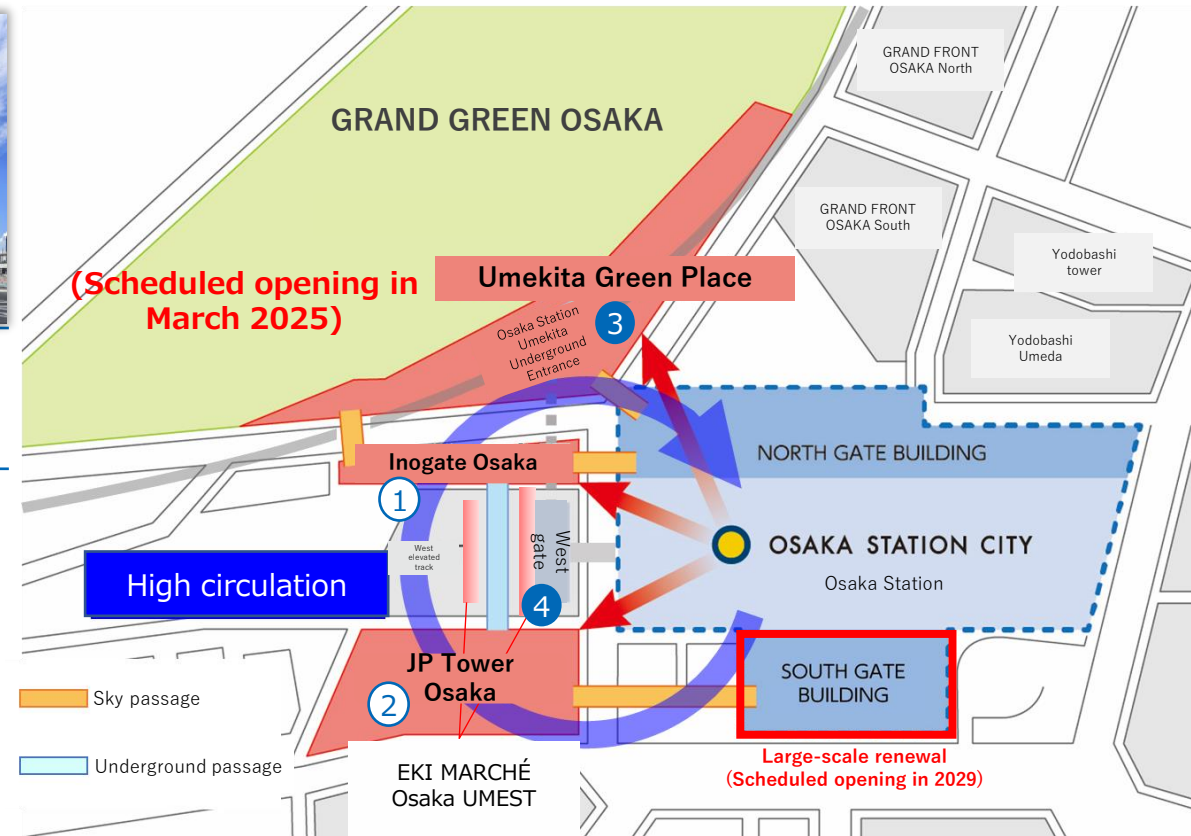 GRAND FRONT
OSAKA North
GRAND GREEN OSAKA
GRAND FRONT
OSAKA South
Yodobashi
tower
(Scheduled opening in
March 2025)
Umekita Green Place
Osaka Station
Umekita
Underground
Entrance
3
Yodobashi
Umeda
Inogate Osaka
NORTH GATE BUILDING
1
West
elevated
track
West
gate
OSAKA STATION CITY
Osaka Station
High circulation
4
JP Tower
Osaka
2
SOUTH GATE
BUILDING
Sky passage
Underground passage
EKI MARCHÉ
Osaka UMEST
Large-scale renewal
(Scheduled opening in 2029)